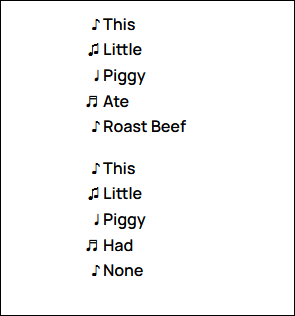 ♪ This
♫ Little
♩ Piggy
♬ Ate
♪ Roast Beef
♪ This
♫ Little
♩ Piggy
♬ Had
♪ None